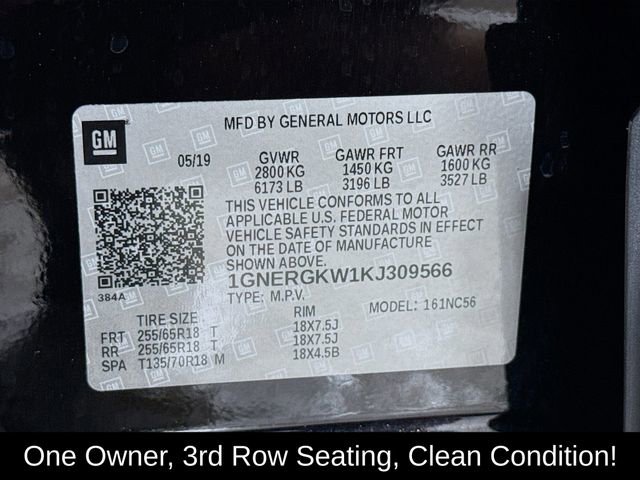 GM
MFD BY GENERAL MOTORS LLC
05/19 GVWR GAWR FRT GAWR RR
2800 KG 1450 KG 1600 KG
6173 LB 3196 LB 3527 LB
THIS VEHICLE CONFORMS TO ALL
APPLICABLE U.S. FEDERAL MOTOR
VEHICLE SAFETY STANDARDS IN EFFECT
ON THE DATE OF MANUFACTURE
SHOWN ABOVE.
1GNERGKW1KJ309566
384A
TYPE: M.P.V. MODEL: 161NC56
TIRE SIZE RIM
FRT 255/65R18 T 18X7.5J
RR 255/65R18 T 18X7.5J
SPA T135/70R18 M 18X4.5B
One Owner, 3rd Row Seating, Clean Condition!